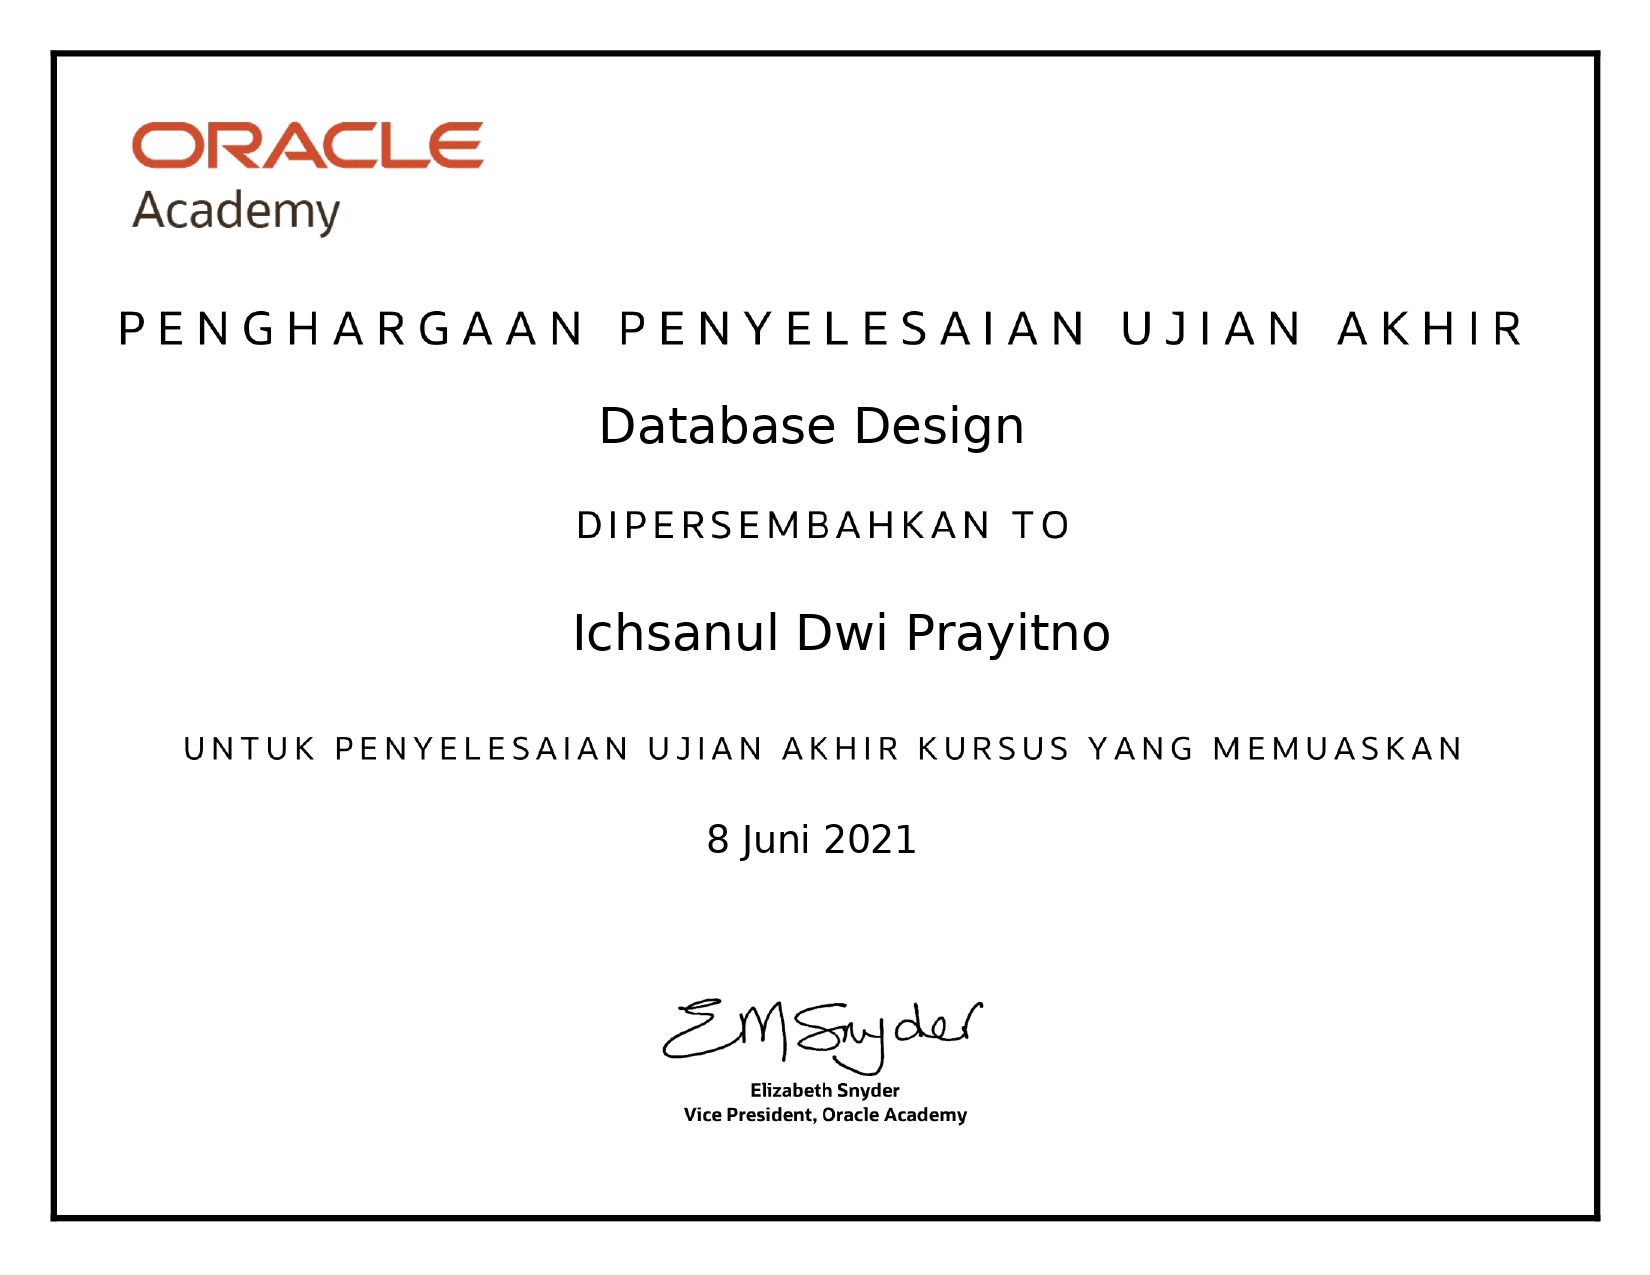 ORACLE
Academy
PENGHARGAAN PENYELESAIAN UJIAN AKHIR
Database Design
DIPERSEMBAHKAN TO
Ichsanul Dwi Prayitno
UNTUK PENYELESAIAN UJIAN AKHIR KURSUS YANG MEMUASKAN
8 Juni 2021
EM Snyder
Elizabeth Snyder
Vice President, Oracle Academy